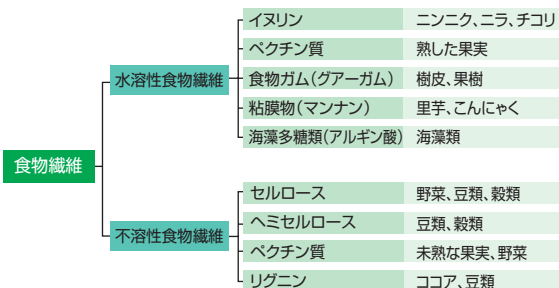 食物繊維
水溶性食物繊維
イヌリン ニンニク、ニラ、チコリ
ペクチン質 熟した果実
食物ガム(グアーガム) 樹皮、果樹
粘膜物(マンナン) 里芋、こんにゃく
海藻多糖類(アルギン酸) 海藻類
不溶性食物繊維
セルロース 野菜、豆類、穀類
ヘミセルロース 豆類、穀類
ペクチン質 未熟な果実、野菜
リグニン ココア、豆類